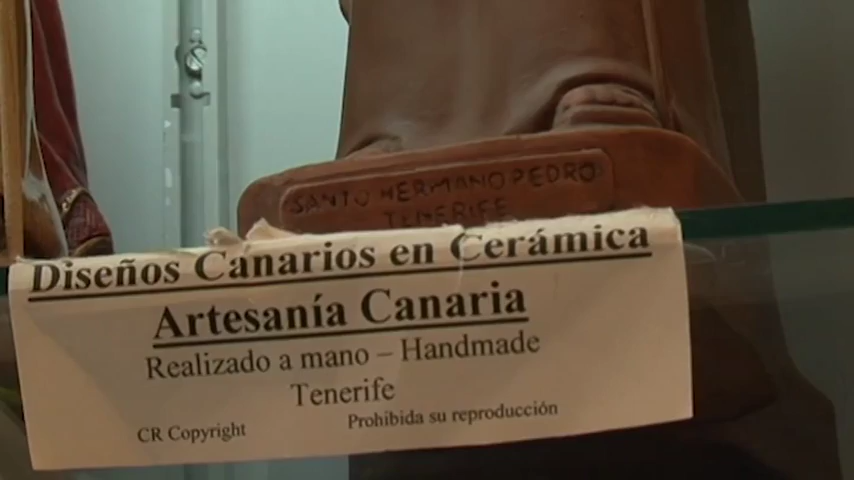 SANTO HERMANO PEDRO
TENERIFE
Diseños Canarios en Cerámica
Artesanía Canaria
Realizado a mano – Handmade
Tenerife
CR Copyright Prohibida su reproducción